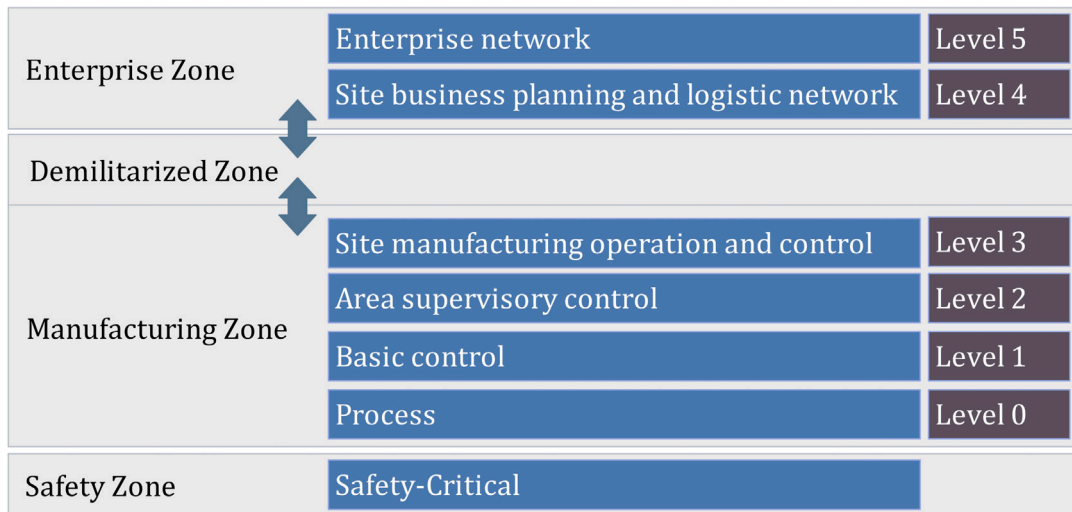 Enterprise Zone
Enterprise network
Level 5
Site business planning and logistic network
Level 4
Demilitarized Zone
Manufacturing Zone
Site manufacturing operation and control
Level 3
Area supervisory control
Level 2
Basic control
Level 1
Process
Level 0
Safety Zone
Safety-Critical